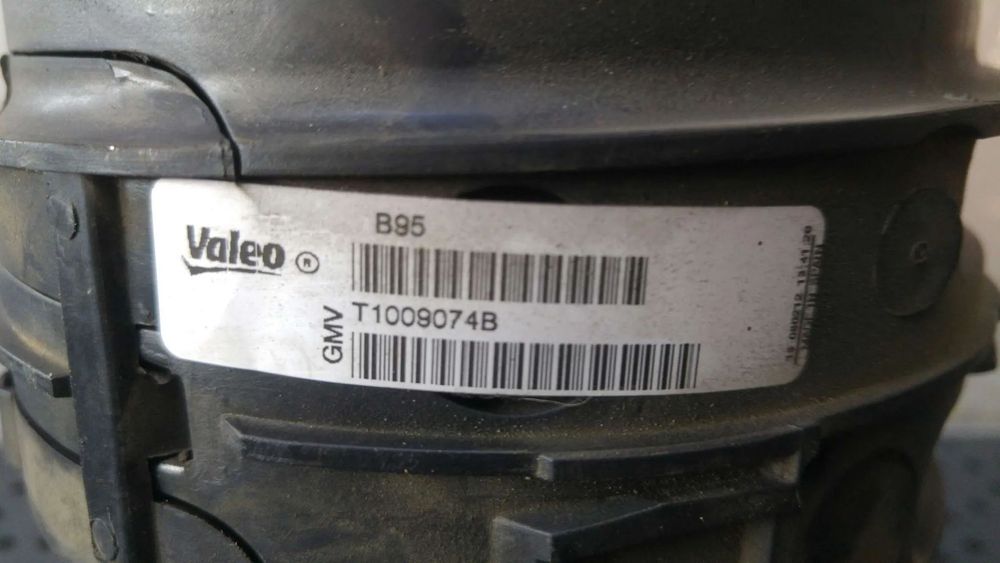 Valeo ®
B95
GMV
T1009074B